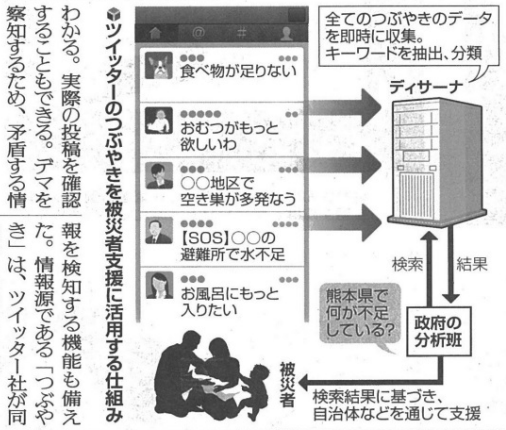 ツイッターのつぶやきを被災者支援に活用する仕組み
@
#
食べ物が足りない
おむつがもっと
欲しいわ
○○地区で
空き巣が多発なう
【SOS】○○の
避難所で水不足
お風呂にもっと
入りたい
全てのつぶやきのデータ
を即時に収集。
キーワードを抽出、分類
ディサーナ
検索
結果
熊本県で
何が不足
している?
政府の
分析班
被災者
検索結果に基づき、
自治体などを通じて支援
わかる。実際の投稿を確認
することもできる。デマを
察知するため、矛盾する情
報を検知する機能も備え
た。情報源である「つぶや
き」は、ツイッター社が同